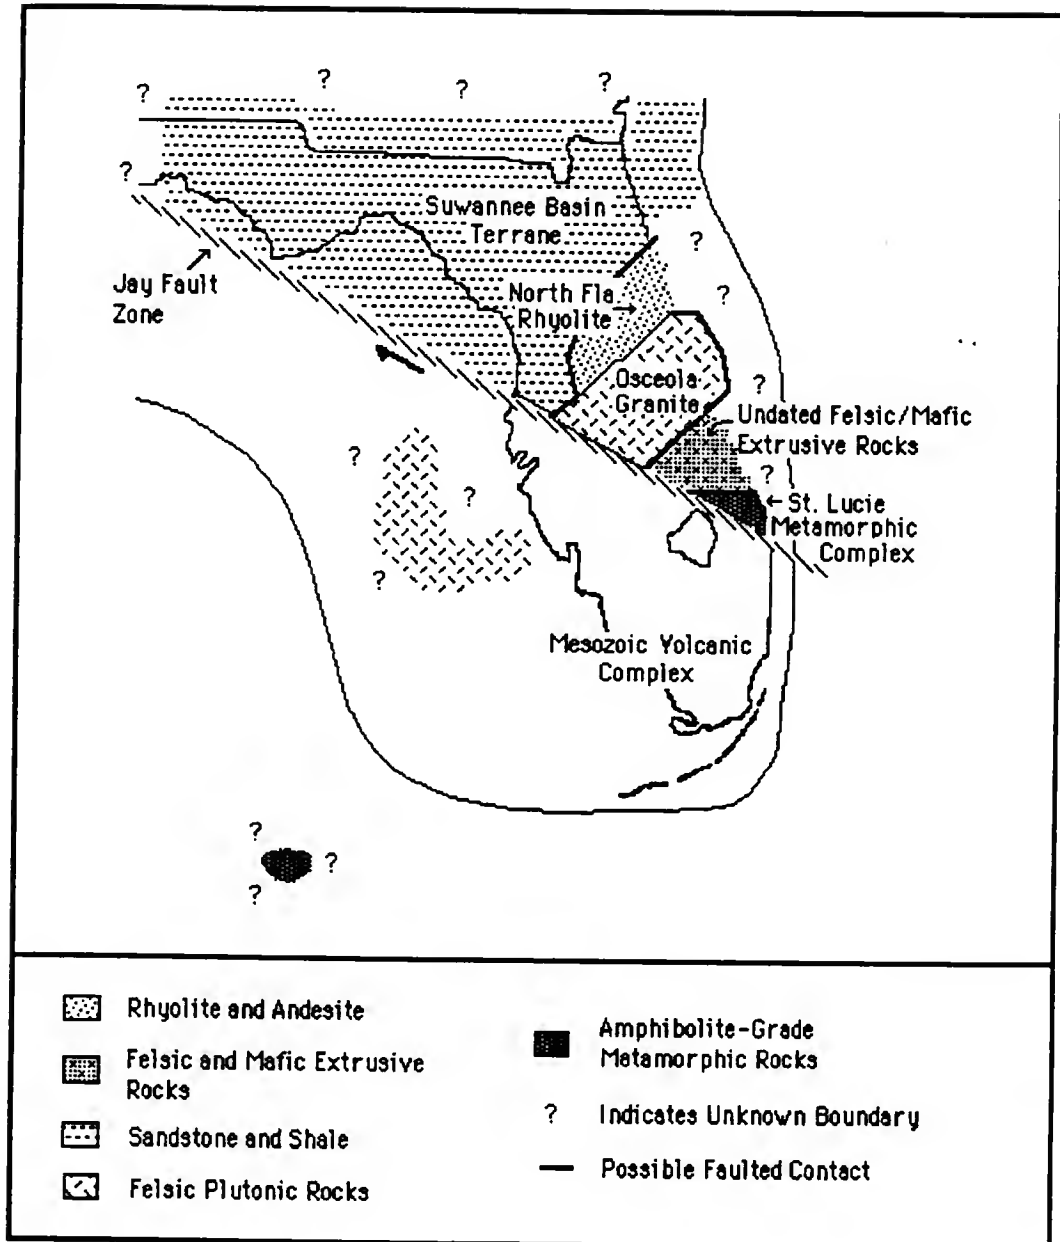 ?
?
?
?
?
Suwannee Basin
Terrane
?
Jay Fault
Zone
North Fla.
Rhyolite
?
Osceola
Granite
?
Undated Felsic/Mafic
Extrusive Rocks
?
?
?
St. Lucie
Metamorphic
Complex
?
Mesozoic Volcanic
Complex
?
?
?
Rhyolite and Andesite
Felsic and Mafic Extrusive
Rocks
Sandstone and Shale
Felsic Plutonic Rocks
Amphibolite-Grade
Matamorphic Rocks
? Indicates Unknown Boundary
Possible Faulted Contact